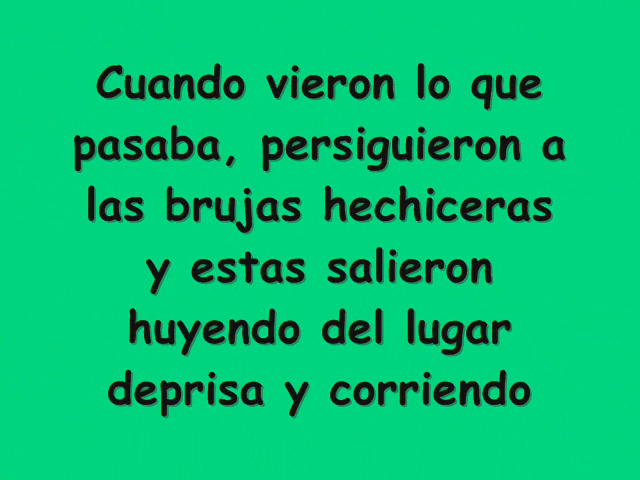 Cuando vieron lo que
pasaba, persiguieron a
las brujas hechiceras
y estas salieron
huyendo del lugar
deprisa y corriendo